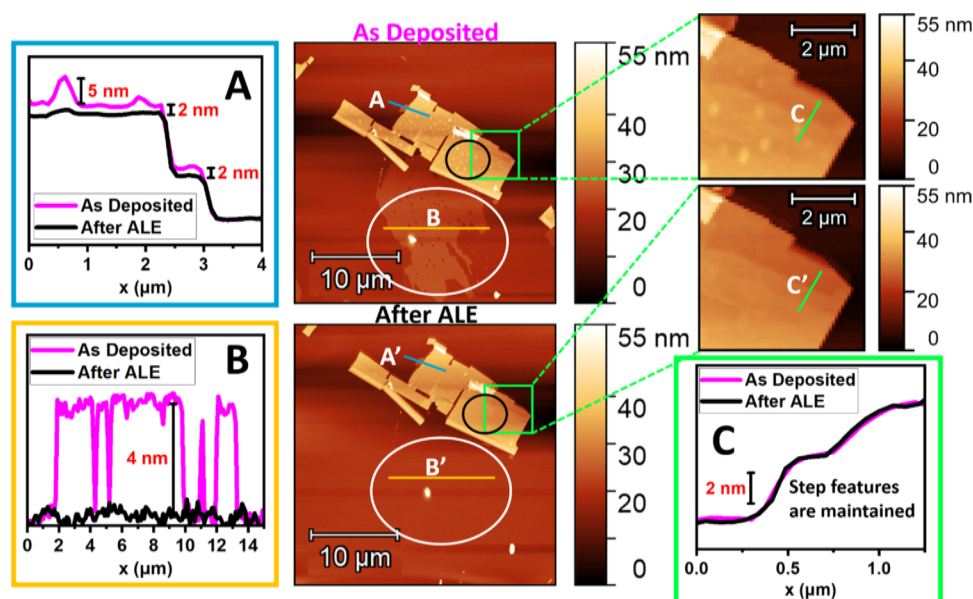 As Deposited
A
5 nm
2 nm
2 nm
As Deposited
After ALE
0 1 2 3 4
x (μm)
A
B
10 μm
55 nm
40
30
20
0
2 μm
C
55 nm
40
20
0
2 μm
C’
55 nm
40
20
0
As Deposited
After ALE
B
4 nm
0 2 4 6 8 10 12 14
x (μm)
After ALE
A’
B’
10 μm
55 nm
40
30
20
0
As Deposited
After ALE
C
2 nm
Step features
are maintained
0.0 0.5 1.0
x (μm)